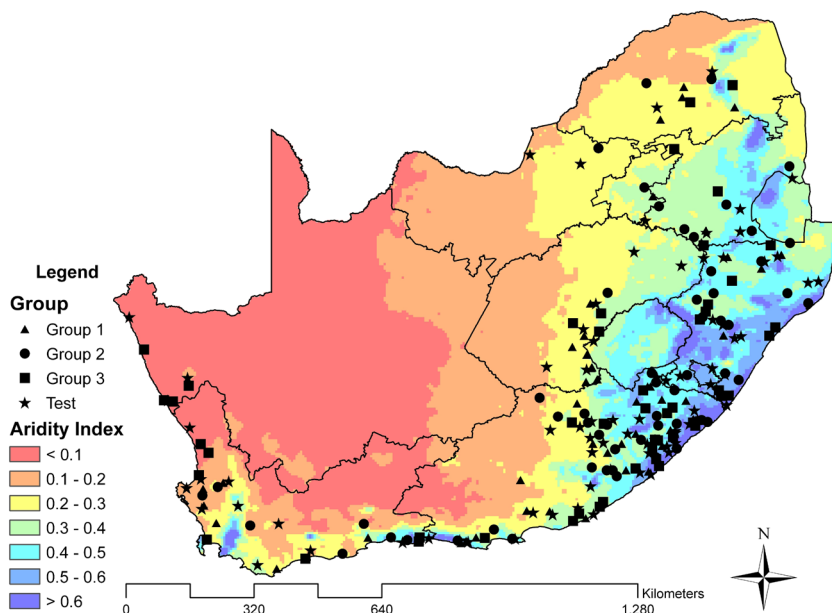 Legend
Group
Group 1
Group 2
Group 3
Test
Aridity Index
< 0.1
0.1 - 0.2
0.2 - 0.3
0.3 - 0.4
0.4 - 0.5
0.5 - 0.6
> 0.6
N
Kilometers
0 320 640 1.280